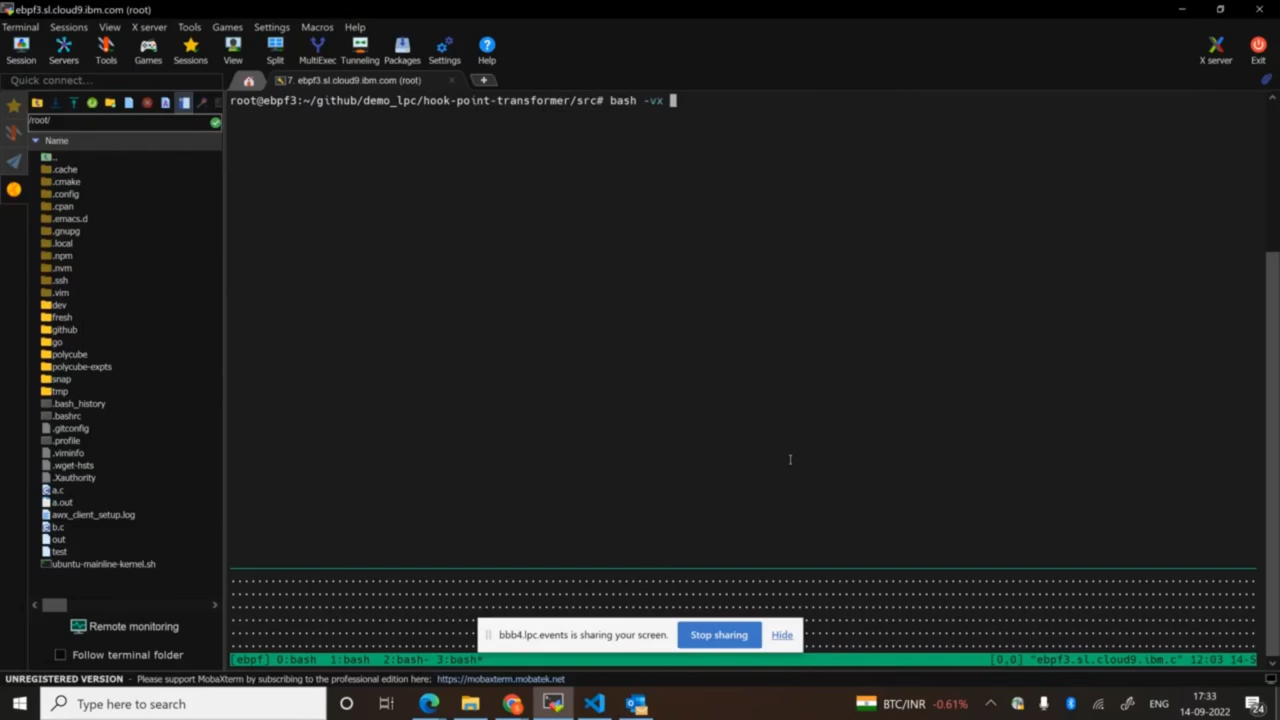 ebpf3.sl.cloud9.ibm.com (root)
Terminal Sessions View X server Tools Games Settings Macros Help
Session Servers Tools Games Sessions View Split MultiExec Tunneling Packages Settings Help X server Exit
Quick connect...
7. ebpf3.sl.cloud9.ibm.com (root)
root@ebpf3:~/github/demo_lpc/hook-point-transformer/src# bash -vx
/root/
Name
..
.cache
.cmake
.config
.cpan
.emacs.d
.gnupg
.local
.npm
.nvm
.ssh
.vim
dev
fresh
github
go
polycube
polycube-expts
snap
tmp
.bash_history
.bashrc
.gitconfig
.profile
.viminfo
.wget-hsts
.Xauthority
a.c
a.out
awx_client_setup.log
b.c
out
test
ubuntu-mainline-kernel.sh
Remote monitoring
Follow terminal folder
bbb4.lpc.events is sharing your screen. Stop sharing Hide
[ebpf] 0:bash 1:bash 2:bash- 3:bash* [0,0] "ebpf3.sl.cloud9.ibm.c" 12:03 14-S
UNREGISTERED VERSION - Please support MobaXterm by subscribing to the professional edition here: https://mobaxterm.mobatek.net
Type here to search
BTC/INR -0.61%
ENG
17:33
14-09-2022
24